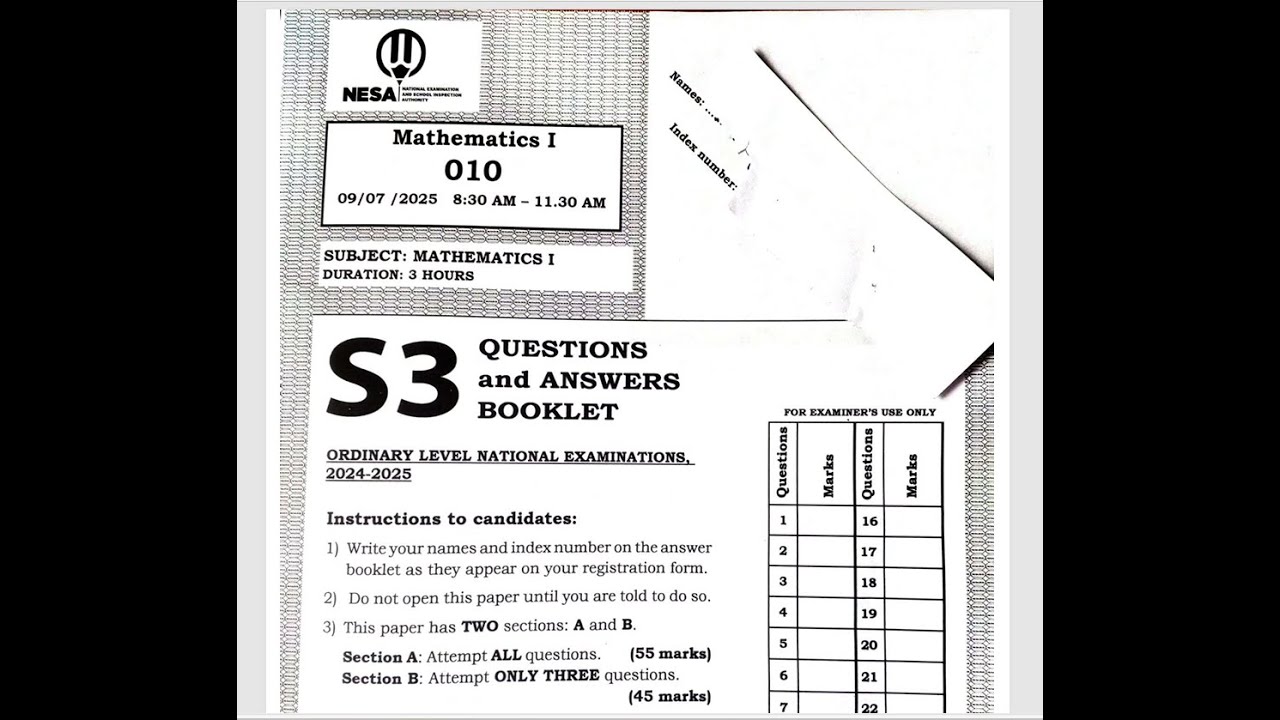 NESA
NATIONAL EXAMINATION
AND SCHOOL INSPECTION
AUTHORITY
Mathematics I
010
09/07 /2025 8:30 AM – 11.30 AM
SUBJECT: MATHEMATICS I
DURATION: 3 HOURS
Names: ....
Index number:
S3
QUESTIONS
and ANSWERS
BOOKLET
ORDINARY LEVEL NATIONAL EXAMINATIONS,
2024-2025
Instructions to candidates:
1) Write your names and index number on the answer
booklet as they appear on your registration form.
2) Do not open this paper until you are told to do so.
3) This paper has TWO sections: A and B.
Section A: Attempt ALL questions. (55 marks)
Section B: Attempt ONLY THREE questions.
(45 marks)
FOR EXAMINER'S USE ONLY
Questions Marks Questions Marks
1 16
2 17
3 18
4 19
5 20
6 21
7 22